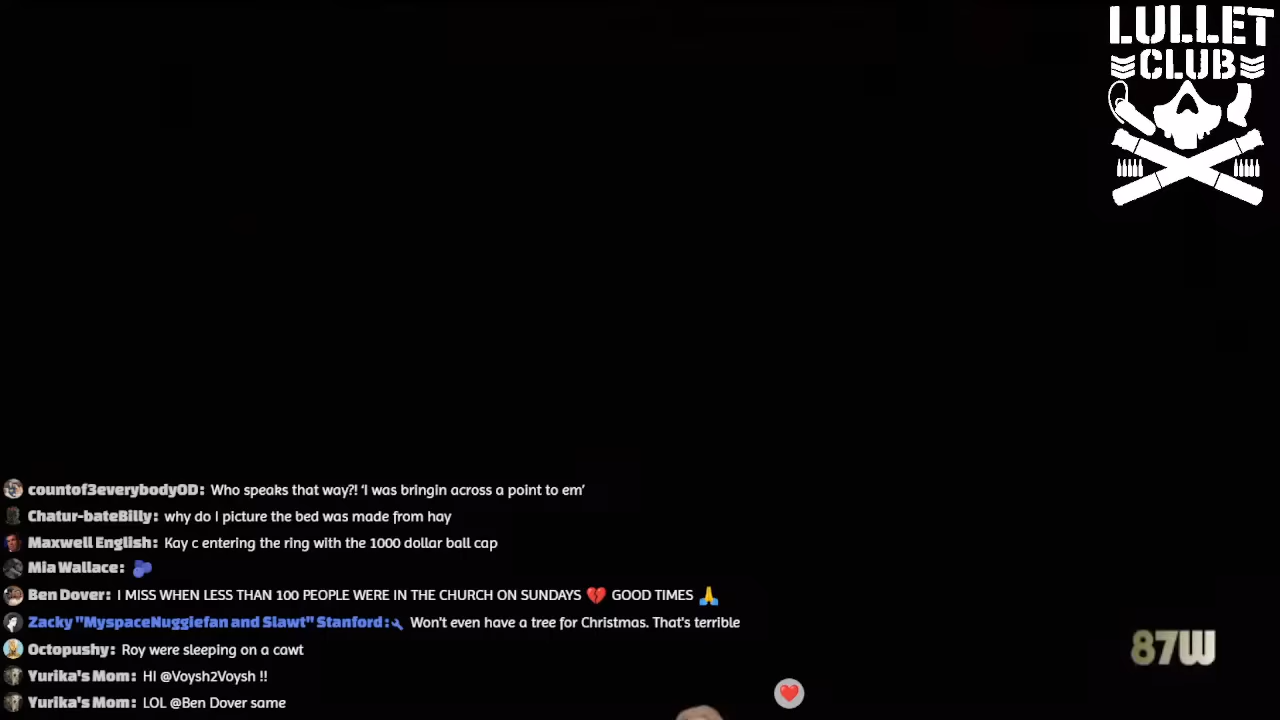 LULLET
CLUB
countof3everybodyOD: Who speaks that way?! ‘I was bringin across a point to em’
Chatur-bateBilly: why do I picture the bed was made from hay
Maxwell English: Kay c entering the ring with the 1000 dollar ball cap
Mia Wallace: 🫐
Ben Dover: I MISS WHEN LESS THAN 100 PEOPLE WERE IN THE CHURCH ON SUNDAYS 💔 GOOD TIMES 🙏
Zacky "MyspaceNuggiefan and Slawt" Stanford: Won't even have a tree for Christmas. That's terrible
Octopushy: Roy were sleeping on a cawt
Yurika's Mom: HI @Voysh2Voysh !!
Yurika's Mom: LOL @Ben Dover same
87W